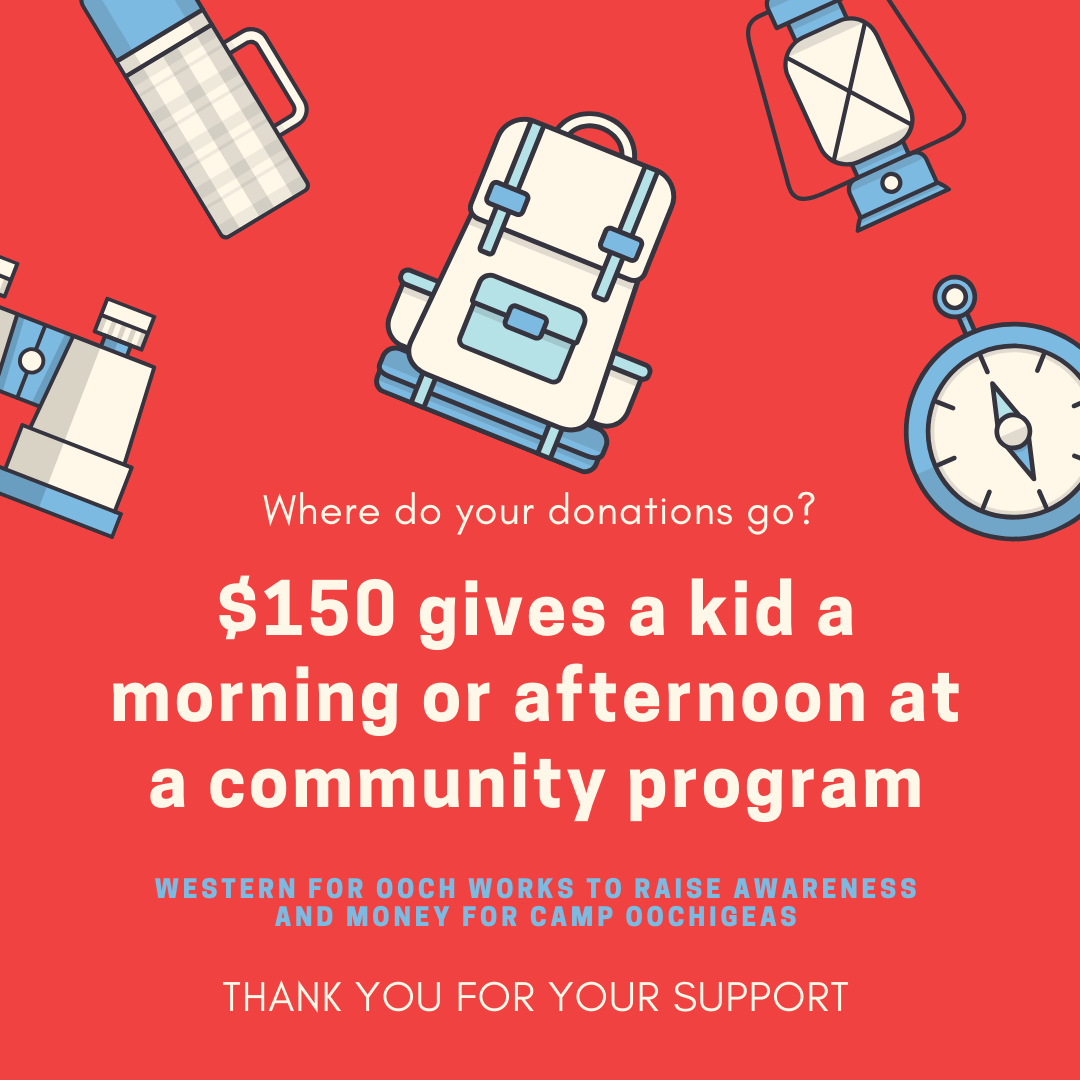 Where do your donations go?
$150 gives a kid a
morning or afternoon at
a community program
WESTERN FOR OOCH WORKS TO RAISE AWARENESS
AND MONEY FOR CAMP OOCHIGEAS
THANK YOU FOR YOUR SUPPORT